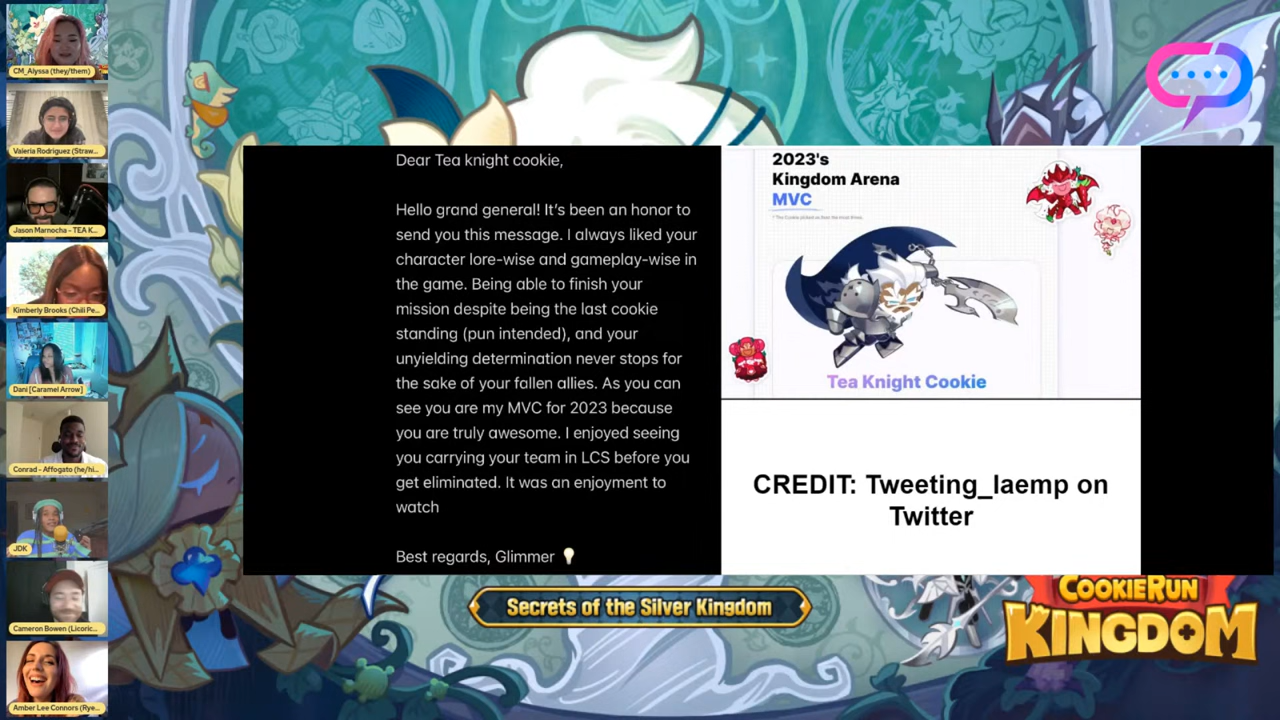 CM_Alyssa (they/them)
Valeria Rodriguez (Straw...
Jason Marnocha - TEA K...
Kimberly Brooks (Chili Pe...
Dani [Caramel Arrow]
Conrad - Affogato (he/hi...
JDK
Cameron Bowen (Licoric...
Amber Lee Connors (Rye...
Dear Tea knight cookie,
Hello grand general! It’s been an honor to
send you this message. I always liked your
character lore-wise and gameplay-wise in
the game. Being able to finish your
mission despite being the last cookie
standing (pun intended), and your
unyielding determination never stops for
the sake of your fallen allies. As you can
see you are my MVC for 2023 because
you are truly awesome. I enjoyed seeing
you carrying your team in LCS before you
get eliminated. It was an enjoyment to
watch
Best regards, Glimmer
2023's
Kingdom Arena
MVC
Tea Knight Cookie
CREDIT: Tweeting_laemp on
Twitter
Secrets of the Silver Kingdom
COOKIERUN
KINGDOM